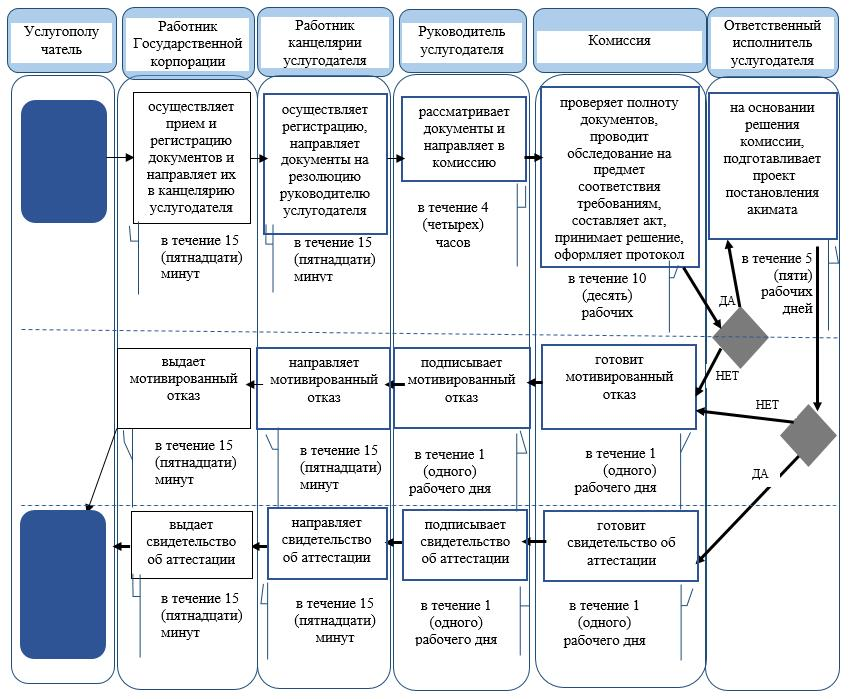 Услугополу
чатель
Работник
Государственной
корпорации
Работник
канцелярии
услугодателя
Руководитель
услугодателя
Комиссия
Ответственный
исполнитель
услугодателя
осуществляет
прием и
регистрацию
документов и
направляет их
в канцелярию
услугодателя
осуществляет
регистрацию,
направляет
документы на
резолюцию
руководителю
услугодателя
рассматривает
документы и
направляет в
комиссию
проверяет полноту
документов,
проводит
обследование на
предмет
соответствия
требованиям,
составляет акт,
принимает решение,
оформляет протокол
на основании
решения
комиссии,
подготавливает
проект
постановления
акимата
в течение 15
(пятнадцати)
минут
в течение 15
(пятнадцати)
минут
в течение 4
(четырех)
часов
в течение 10
(десять)
рабочих
в течение 5
(пяти)
рабочих
дней
ДА
НЕТ
НЕТ
ДА
выдает
мотивированный
отказ
направляет
мотивированный
отказ
подписывает
мотивированный
отказ
готовит
мотивированный
отказ
в течение 15
(пятнадцати)
минут
в течение 15
(пятнадцати)
минут
в течение 1
(одного)
рабочего дня
в течение 1
(одного)
рабочего дня
выдает
свидетельство
об аттестации
направляет
свидетельство
об аттестации
подписывает
свидетельство
об аттестации
готовит
свидетельство об
аттестации
в течение 15
(пятнадцати)
минут
в течение 15
(пятнадцати)
минут
в течение 1
(одного)
рабочего дня
в течение 1
(одного)
рабочего дня